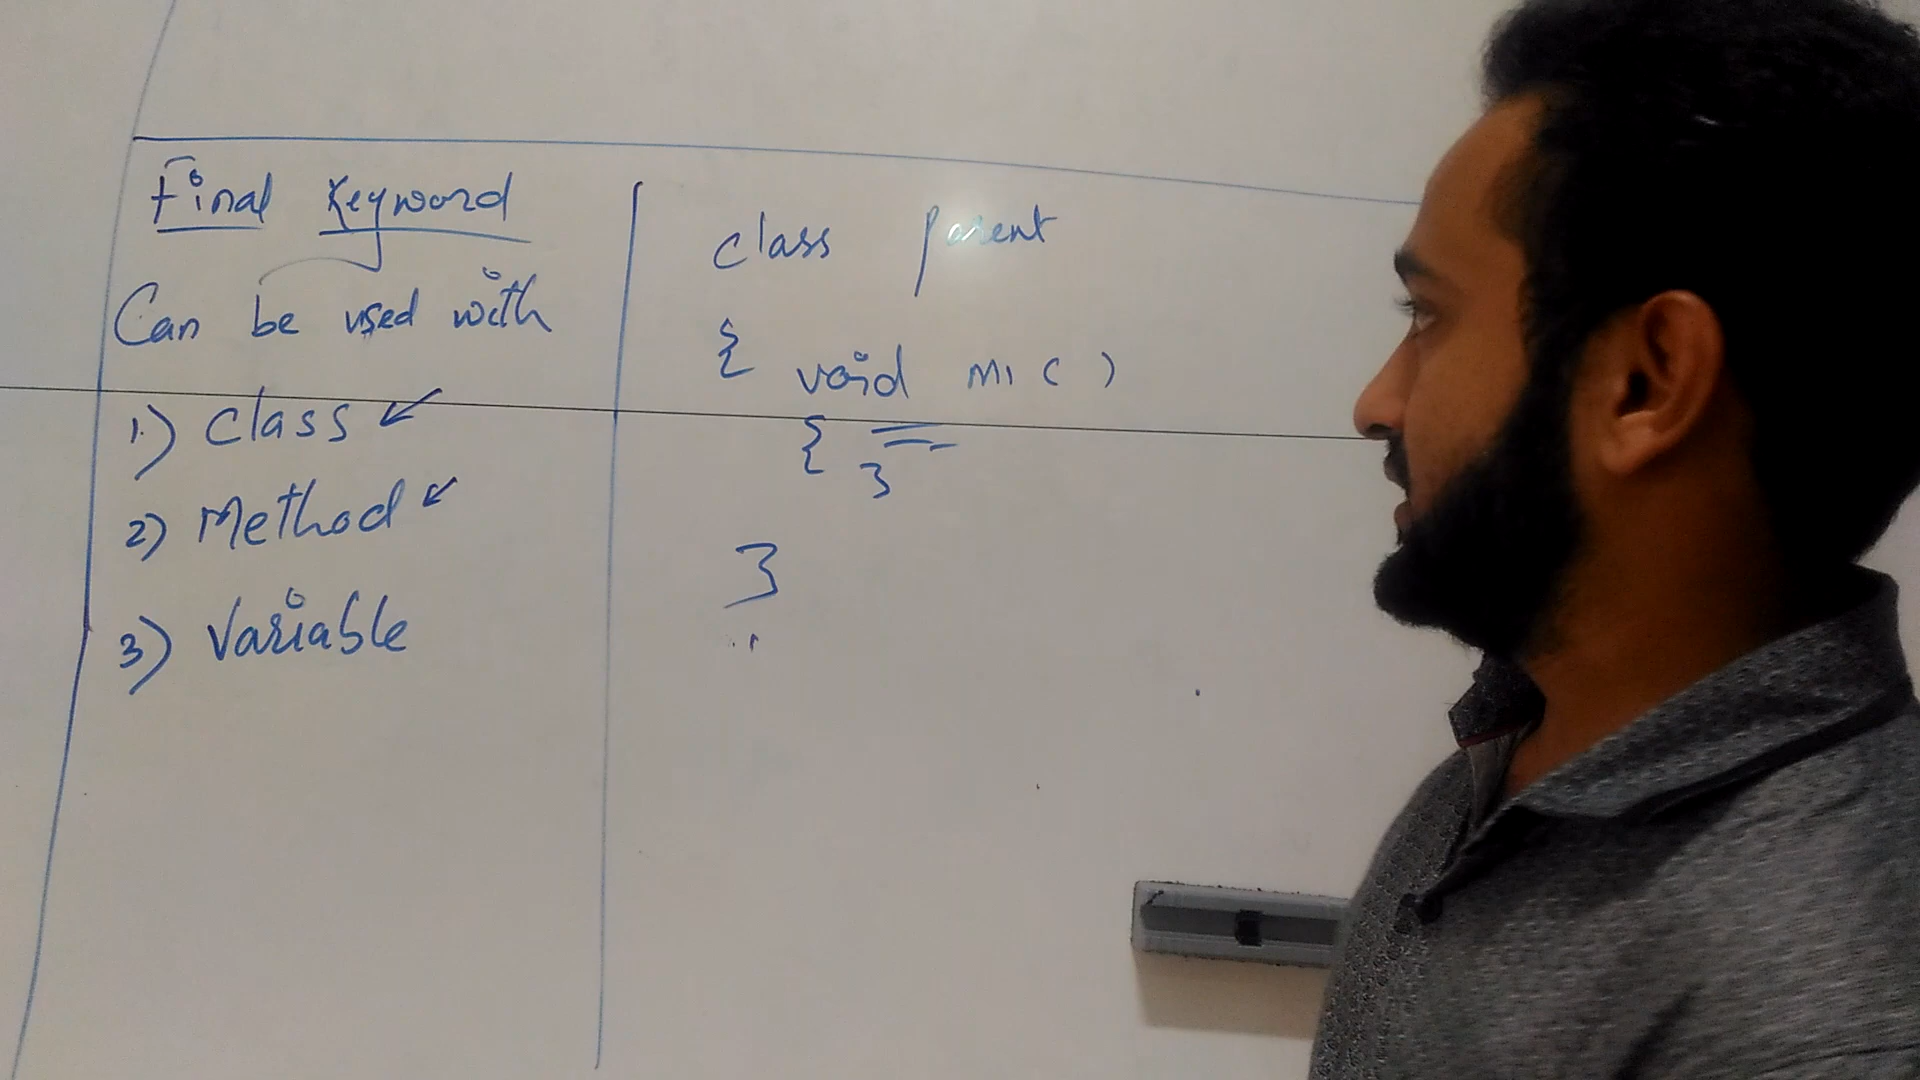 Final Keyword
Can be used with
1.) Class
2) Method
3) Variable
class parent
{
void m1 ( )
{
}
}